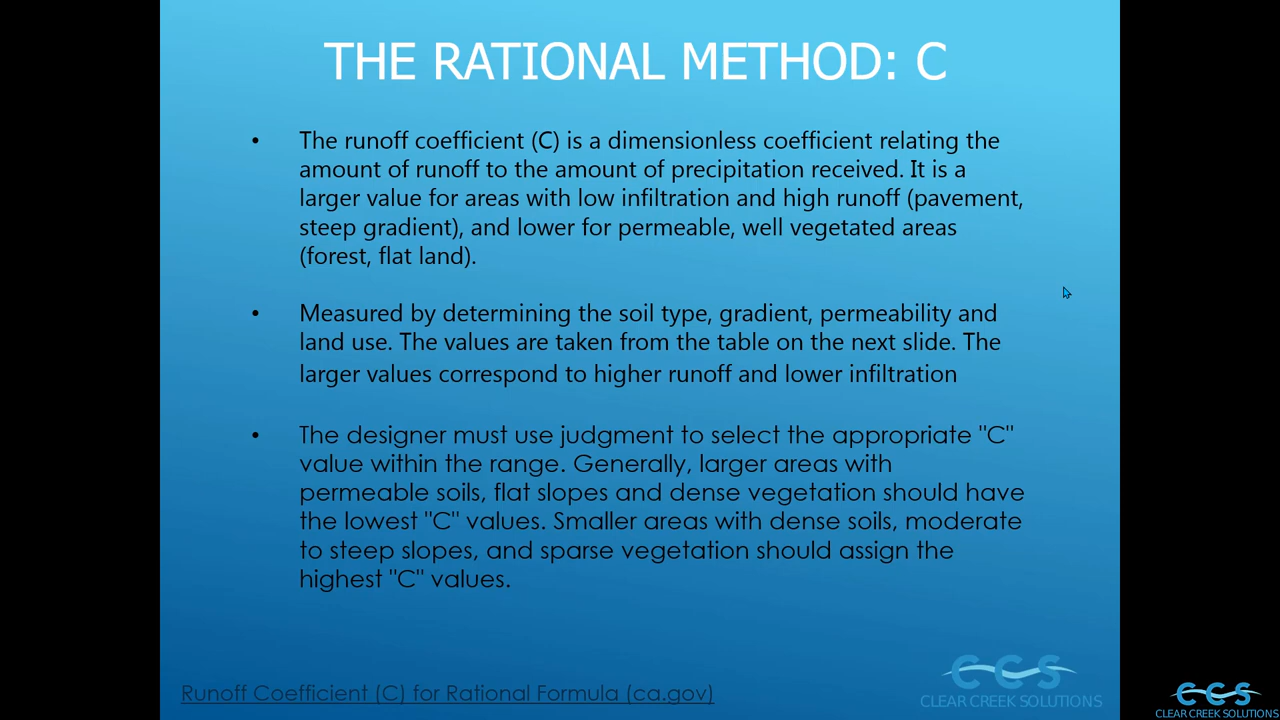 THE RATIONAL METHOD: C
• The runoff coefficient (C) is a dimensionless coefficient relating the
amount of runoff to the amount of precipitation received. It is a
larger value for areas with low infiltration and high runoff (pavement,
steep gradient), and lower for permeable, well vegetated areas
(forest, flat land).
• Measured by determining the soil type, gradient, permeability and
land use. The values are taken from the table on the next slide. The
larger values correspond to higher runoff and lower infiltration
• The designer must use judgment to select the appropriate "C"
value within the range. Generally, larger areas with
permeable soils, flat slopes and dense vegetation should have
the lowest "C" values. Smaller areas with dense soils, moderate
to steep slopes, and sparse vegetation should assign the
highest "C" values.
Runoff Coefficient (C) for Rational Formula (ca.gov)
CCS
CLEAR CREEK SOLUTIONS
CCS
CLEAR CREEK SOLUTIONS